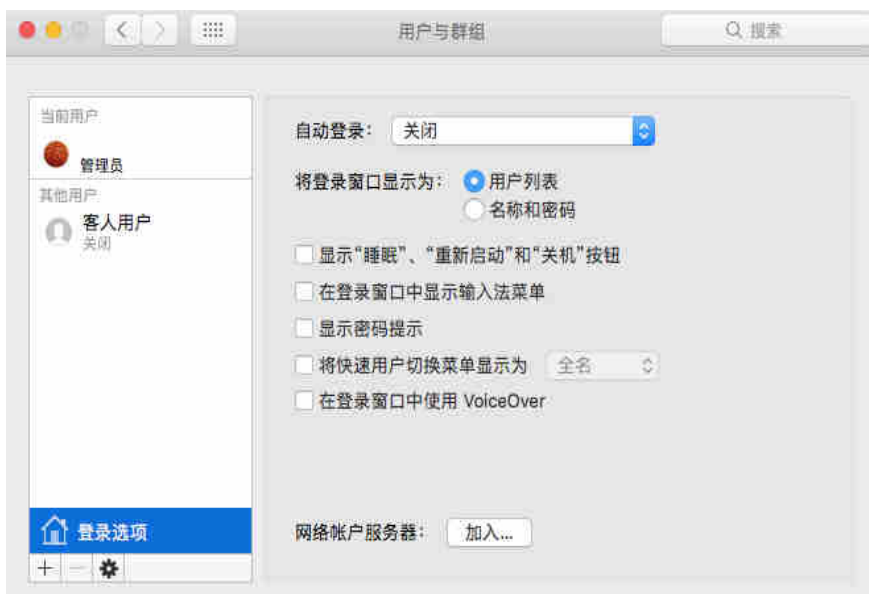 用户与群组
搜索
当前用户
管理员
其他用户
客人用户
关闭
登录选项
自动登录： 关闭
将登录窗口显示为： 用户列表
名称和密码
显示“睡眠”、“重新启动”和“关机”按钮
在登录窗口中显示输入法菜单
显示密码提示
将快速用户切换菜单显示为 全名
在登录窗口中使用 VoiceOver
网络帐户服务器： 加入...